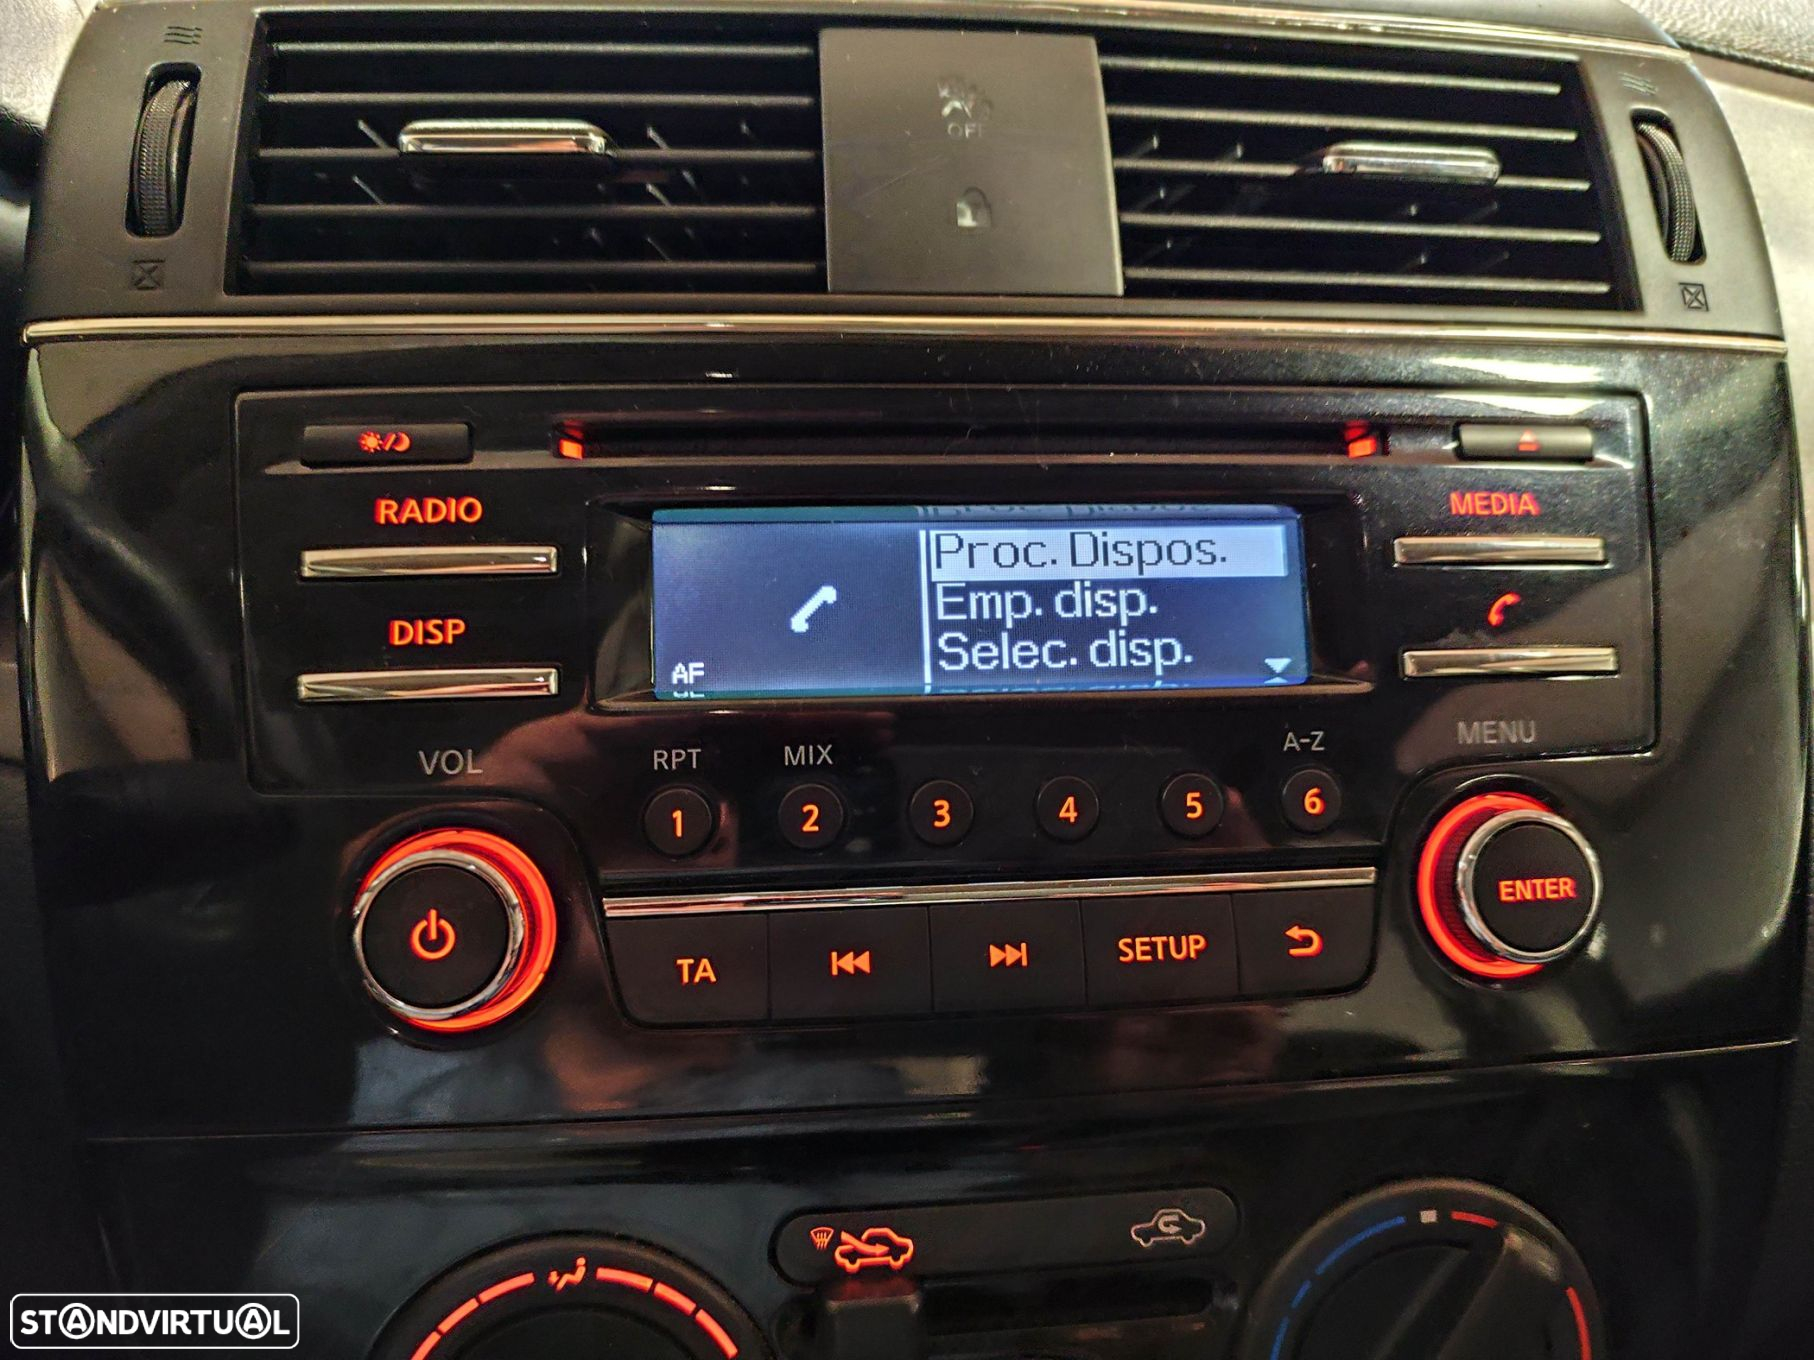 OFF
RADIO
MEDIA
DISP
Proc. Dispos.
Emp. disp.
Selec. disp.
AF
VOL
RPT
MIX
A-Z
MENU
1
2
3
4
5
6
ENTER
TA
SETUP
STANDVIRTUAL